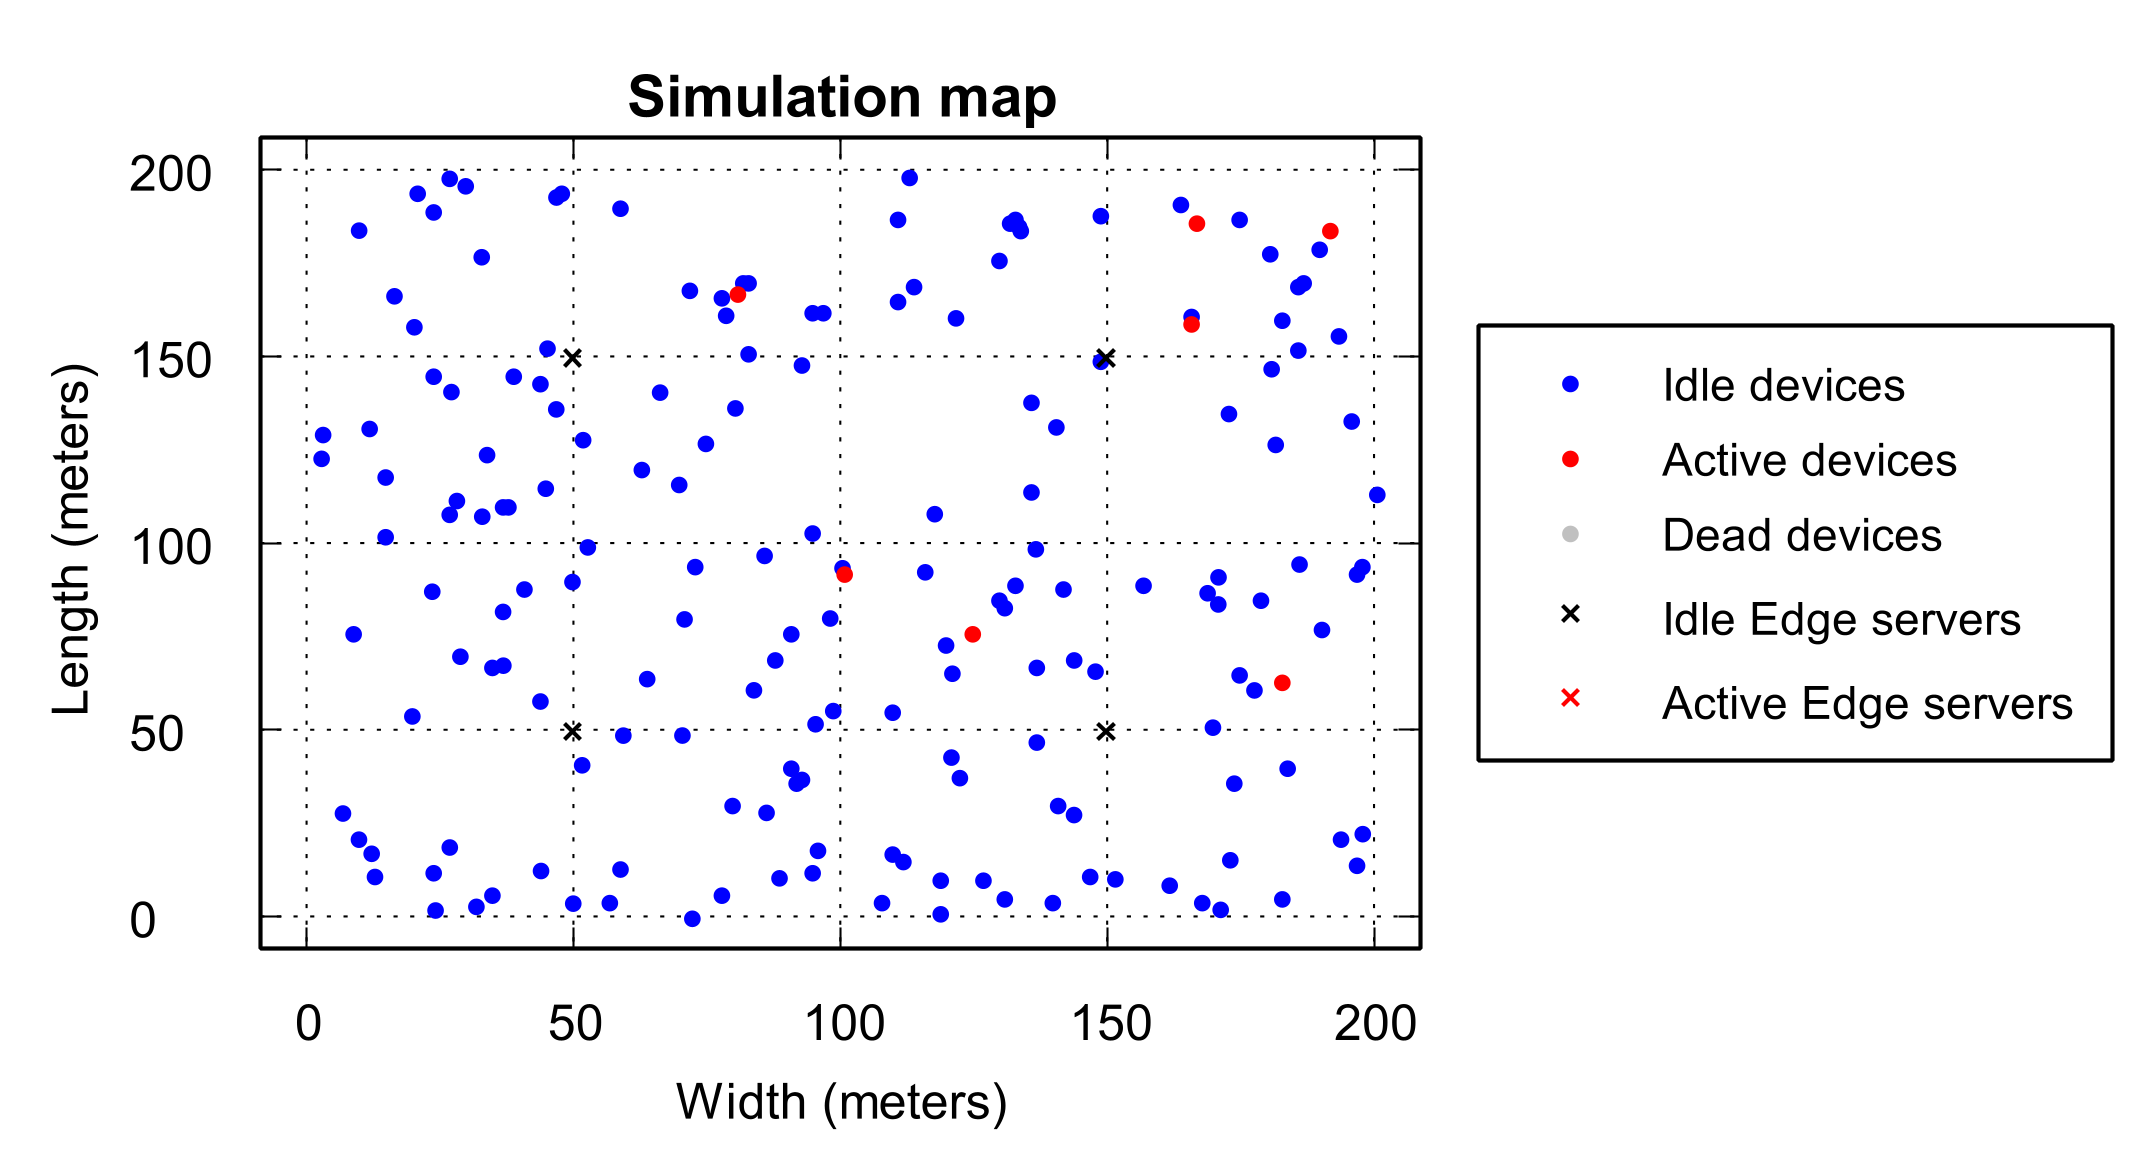 Simulation map
200
150
100
50
0
Length (meters)
0 50 100 150 200
Width (meters)
Idle devices
Active devices
Dead devices
Idle Edge servers
Active Edge servers